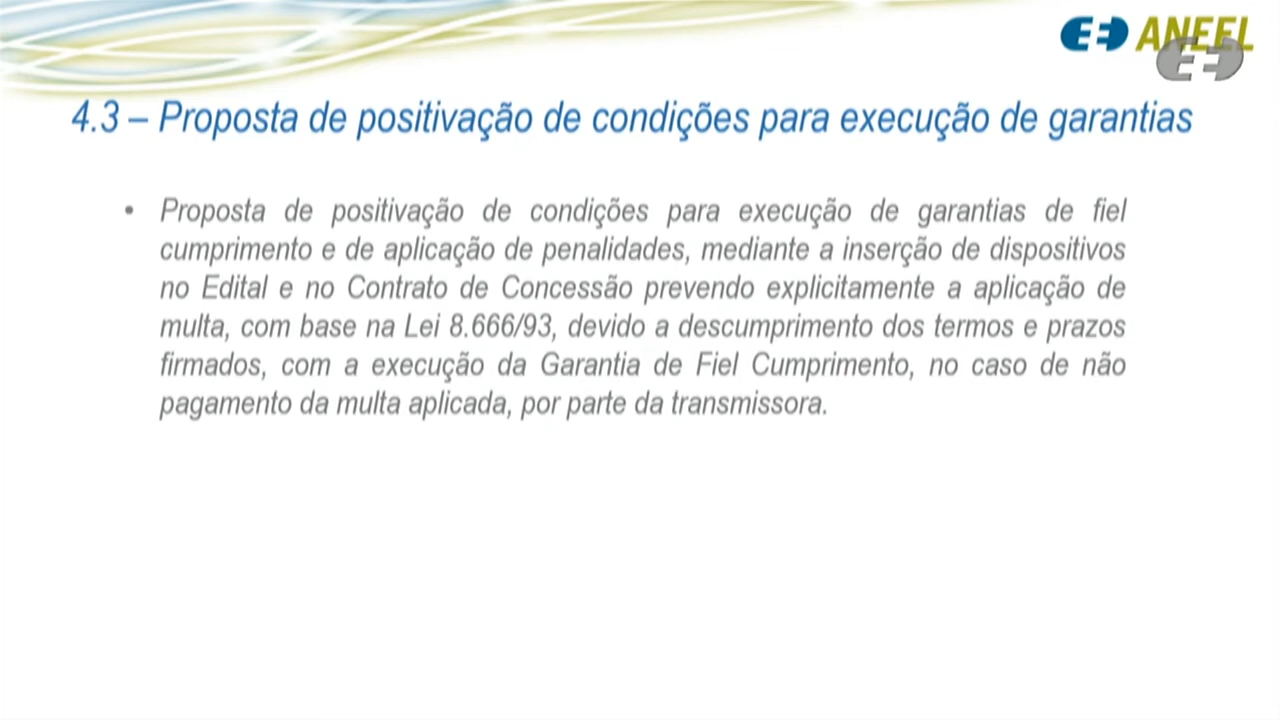 ANEEL
4.3 – Proposta de positivação de condições para execução de garantias
• Proposta de positivação de condições para execução de garantias de fiel
cumprimento e de aplicação de penalidades, mediante a inserção de dispositivos
no Edital e no Contrato de Concessão prevendo explicitamente a aplicação de
multa, com base na Lei 8.666/93, devido a descumprimento dos termos e prazos
firmados, com a execução da Garantia de Fiel Cumprimento, no caso de não
pagamento da multa aplicada, por parte da transmissora.